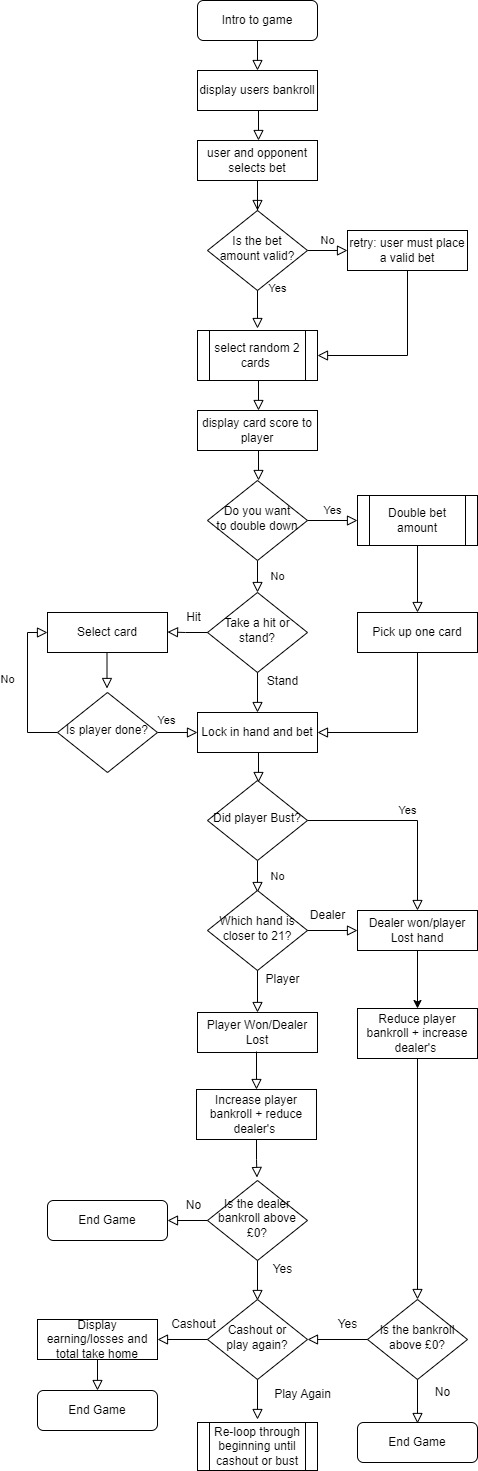 Intro to game
display users bankroll
user and opponent
selects bet
Is the bet
amount valid?
No
retry: user must place
a valid bet
Yes
select random 2
cards
display card score to
player
Do you want
to double down
Yes
Double bet
amount
No
Take a hit or
stand?
Hit
Select card
Pick up one card
No
Stand
Is player done?
Yes
Lock in hand and bet
Did player Bust?
Yes
No
Which hand is
closer to 21?
Dealer
Dealer won/player
Lost hand
Player
Player Won/Dealer
Lost
Reduce player
bankroll + increase
dealer's
Increase player
bankroll + reduce
dealer's
Is the dealer
bankroll above
£0?
No
End Game
Yes
Cashout or
play again?
Cashout
Display
earning/losses and
total take home
Yes
Is the bankroll
above £0?
End Game
Play Again
No
Re-loop through
beginning until
cashout or bust
End Game